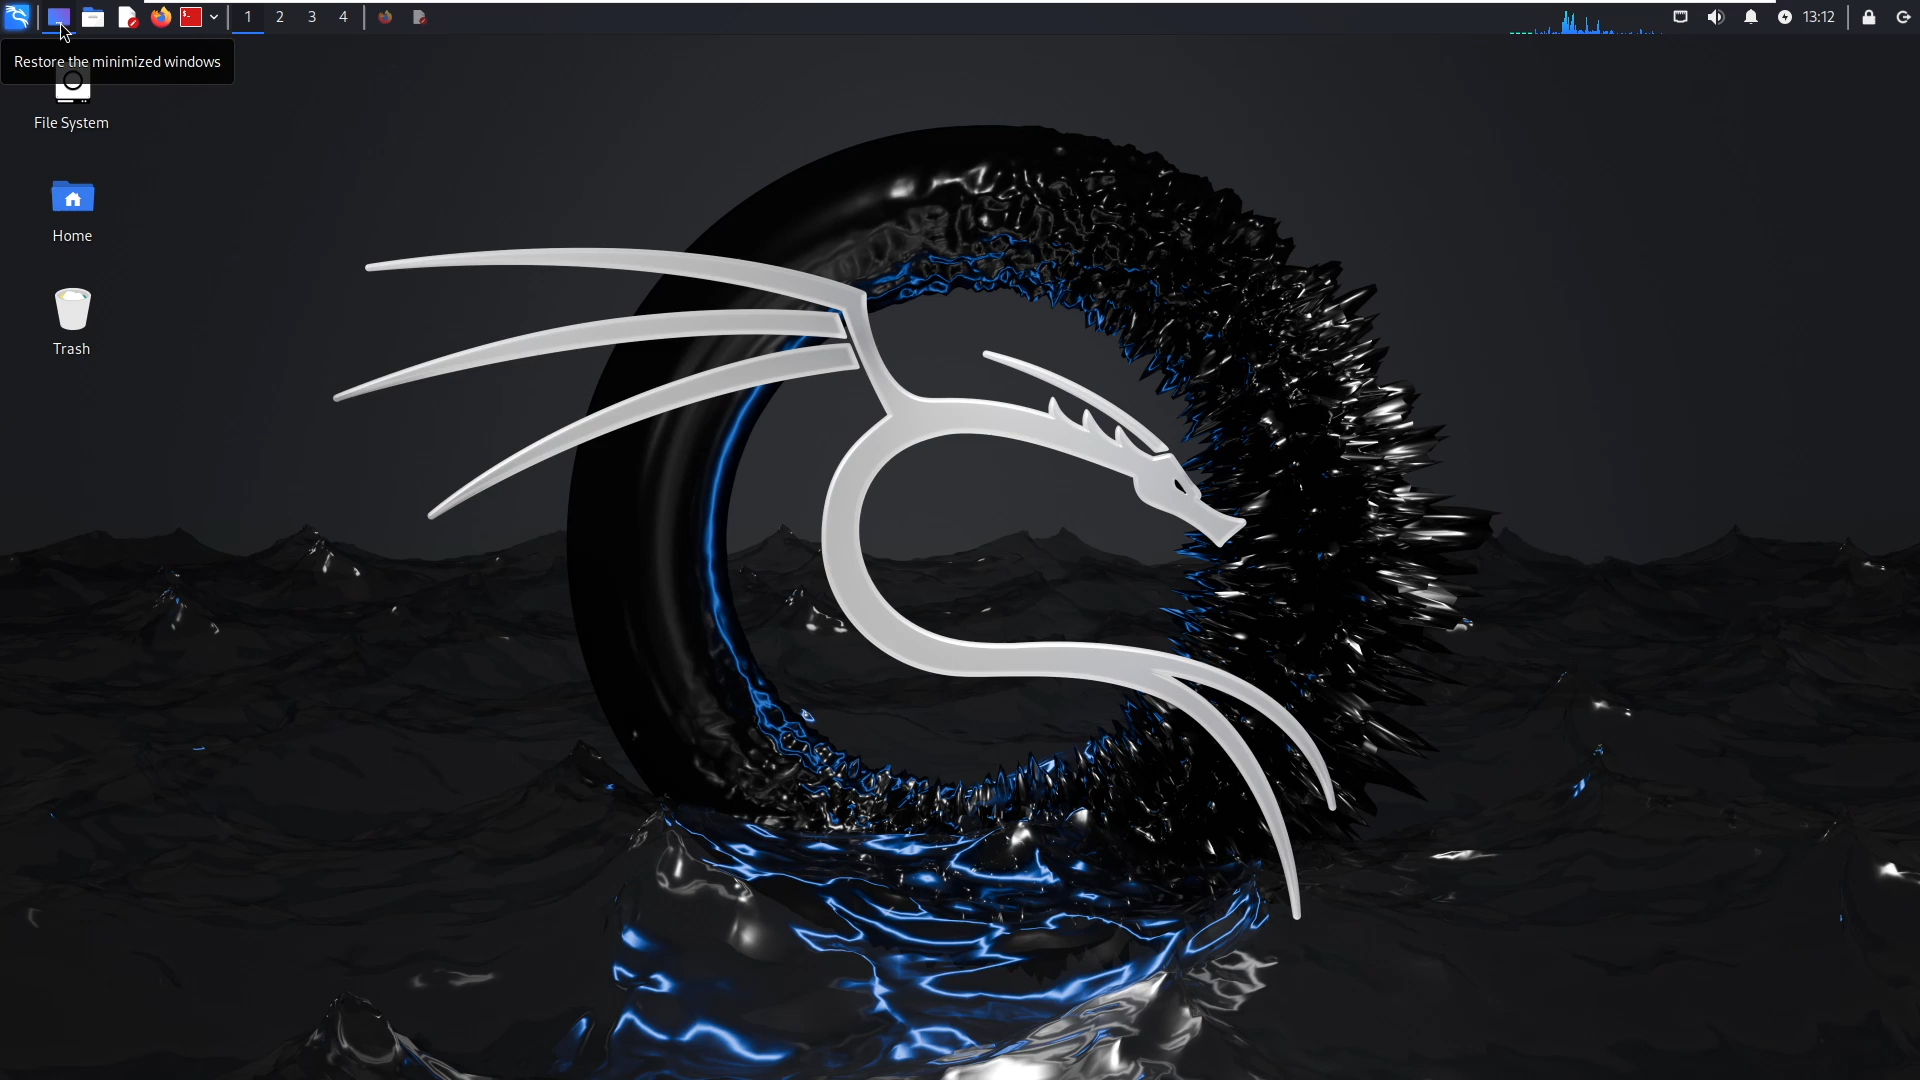 1 2 3 4
13:12
Restore the minimized windows
File System
Home
Trash